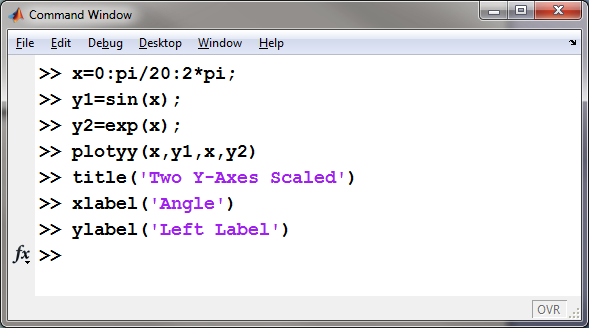 Command Window
File Edit Debug Desktop Window Help
>> x=0:pi/20:2*pi;
>> y1=sin(x);
>> y2=exp(x);
>> plotyy(x,y1,x,y2)
>> title('Two Y-Axes Scaled')
>> xlabel('Angle')
>> ylabel('Left Label')
fx >>
OVR